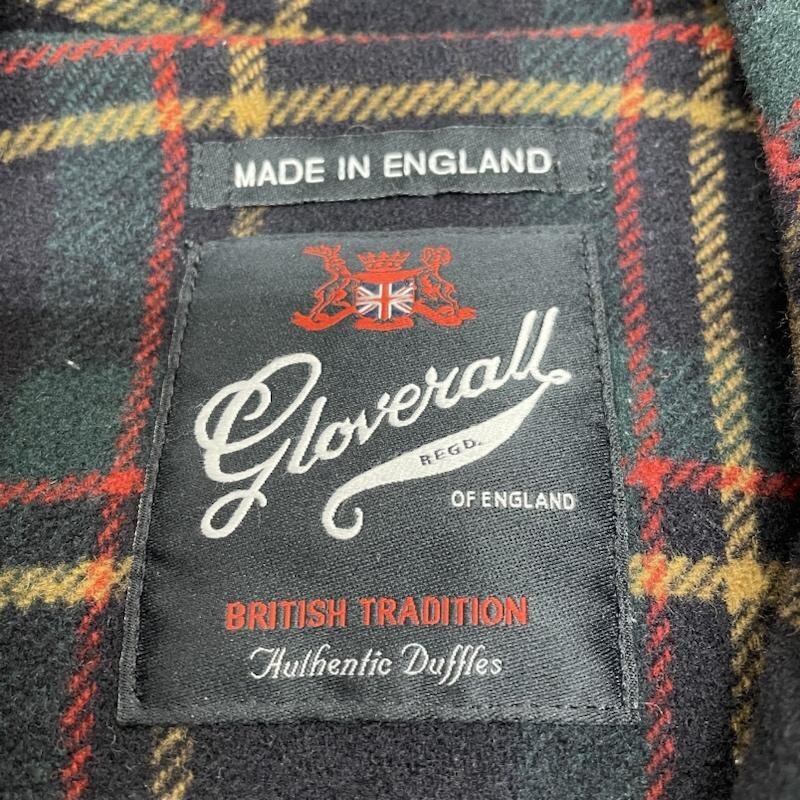 MADE IN ENGLAND
Gloverall
REGD.
OF ENGLAND
BRITISH TRADITION
Authentic Duffles